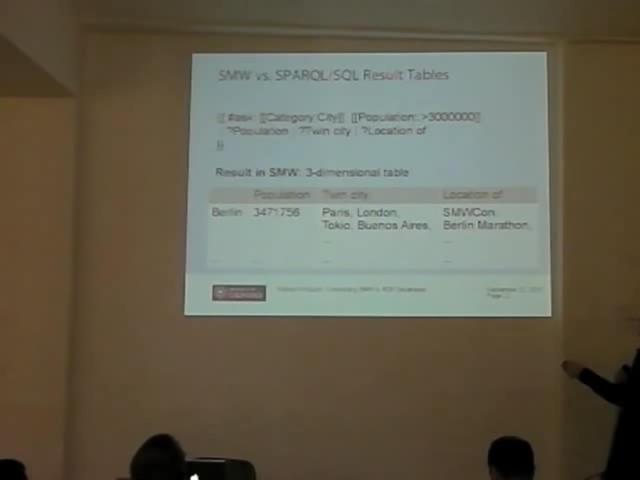 SMW vs. SPARQL/SQL Result Tables
{{ #ask: [[Category:City]] [[Population::>3000000]]
?Population | ?Twin city | ?Location of
}}
Result in SMW: 3-dimensional table
Population Twin city Location of
Berlin 3471756 Paris, London, SMWCon,
Tokio, Buenos Aires, Berlin Marathon,
... ...
... ... ...
Page